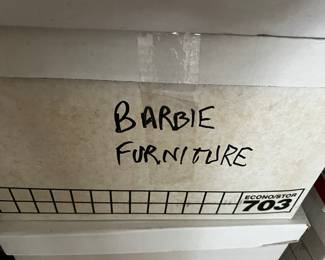 BARBIE
FURNITURE
ECONO/STOR
703